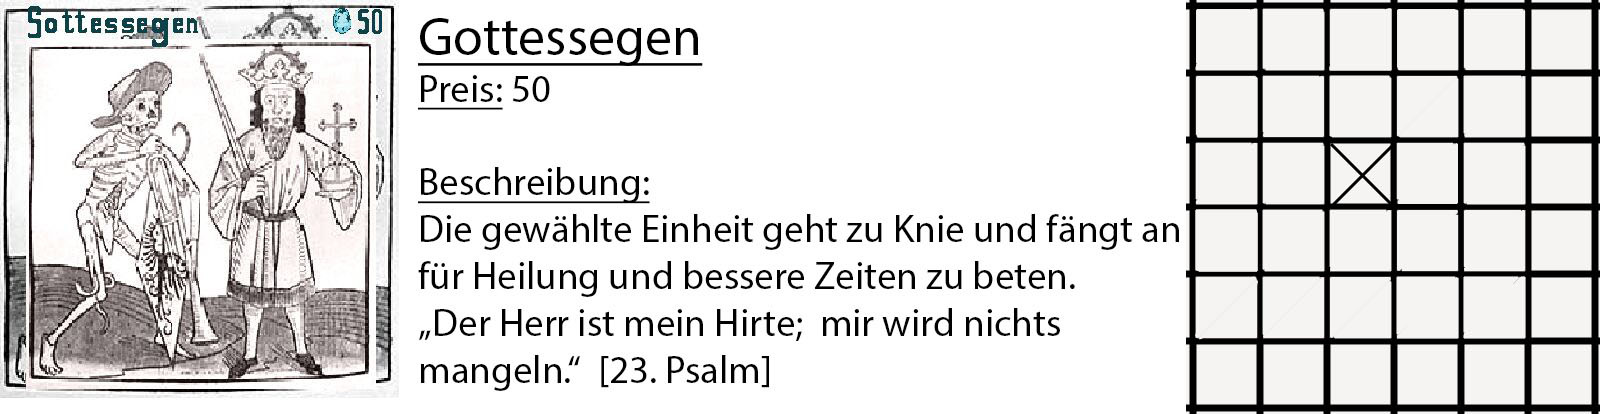 Gottessegen 50
Gottessegen
Preis: 50
Beschreibung:
Die gewählte Einheit geht zu Knie und fängt an
für Heilung und bessere Zeiten zu beten.
„Der Herr ist mein Hirte;  mir wird nichts
mangeln.“  [23. Psalm]